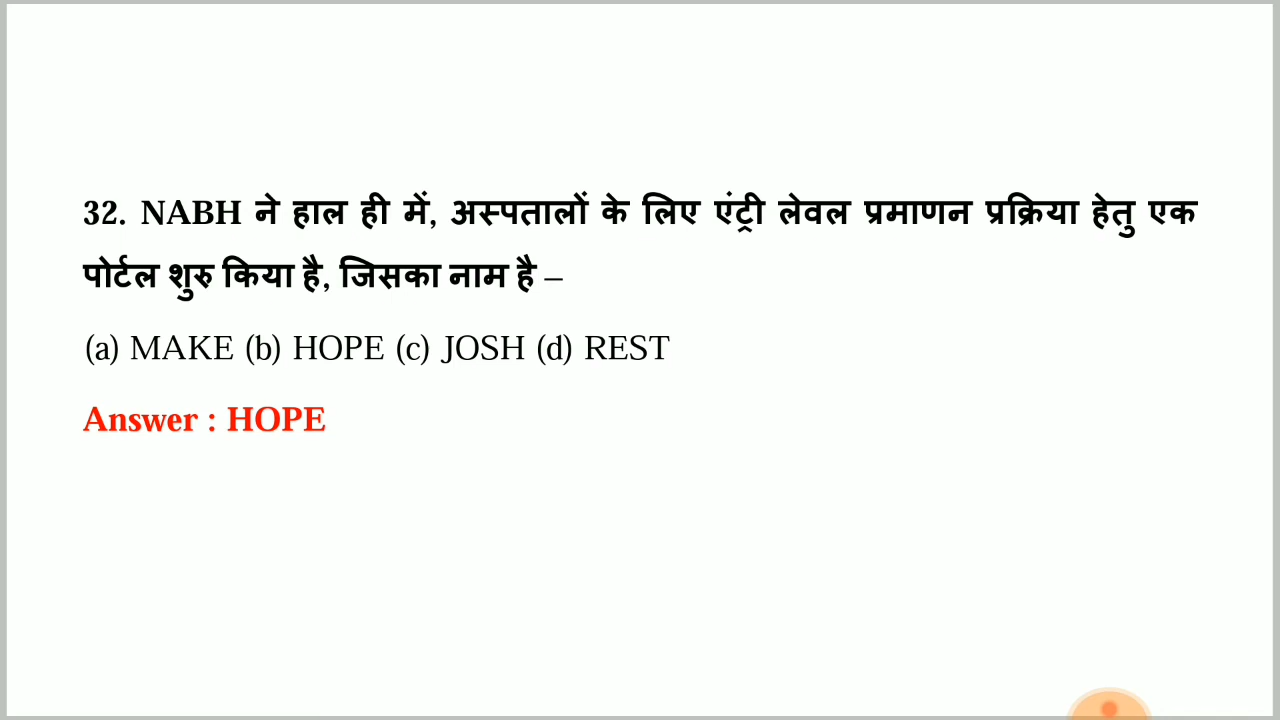 32. NABH ने हाल ही में, अस्पतालों के लिए एंट्री लेवल प्रमाणन प्रक्रिया हेतु एक
पोर्टल शुरु किया है, जिसका नाम है –
(a) MAKE (b) HOPE (c) JOSH (d) REST
Answer : HOPE